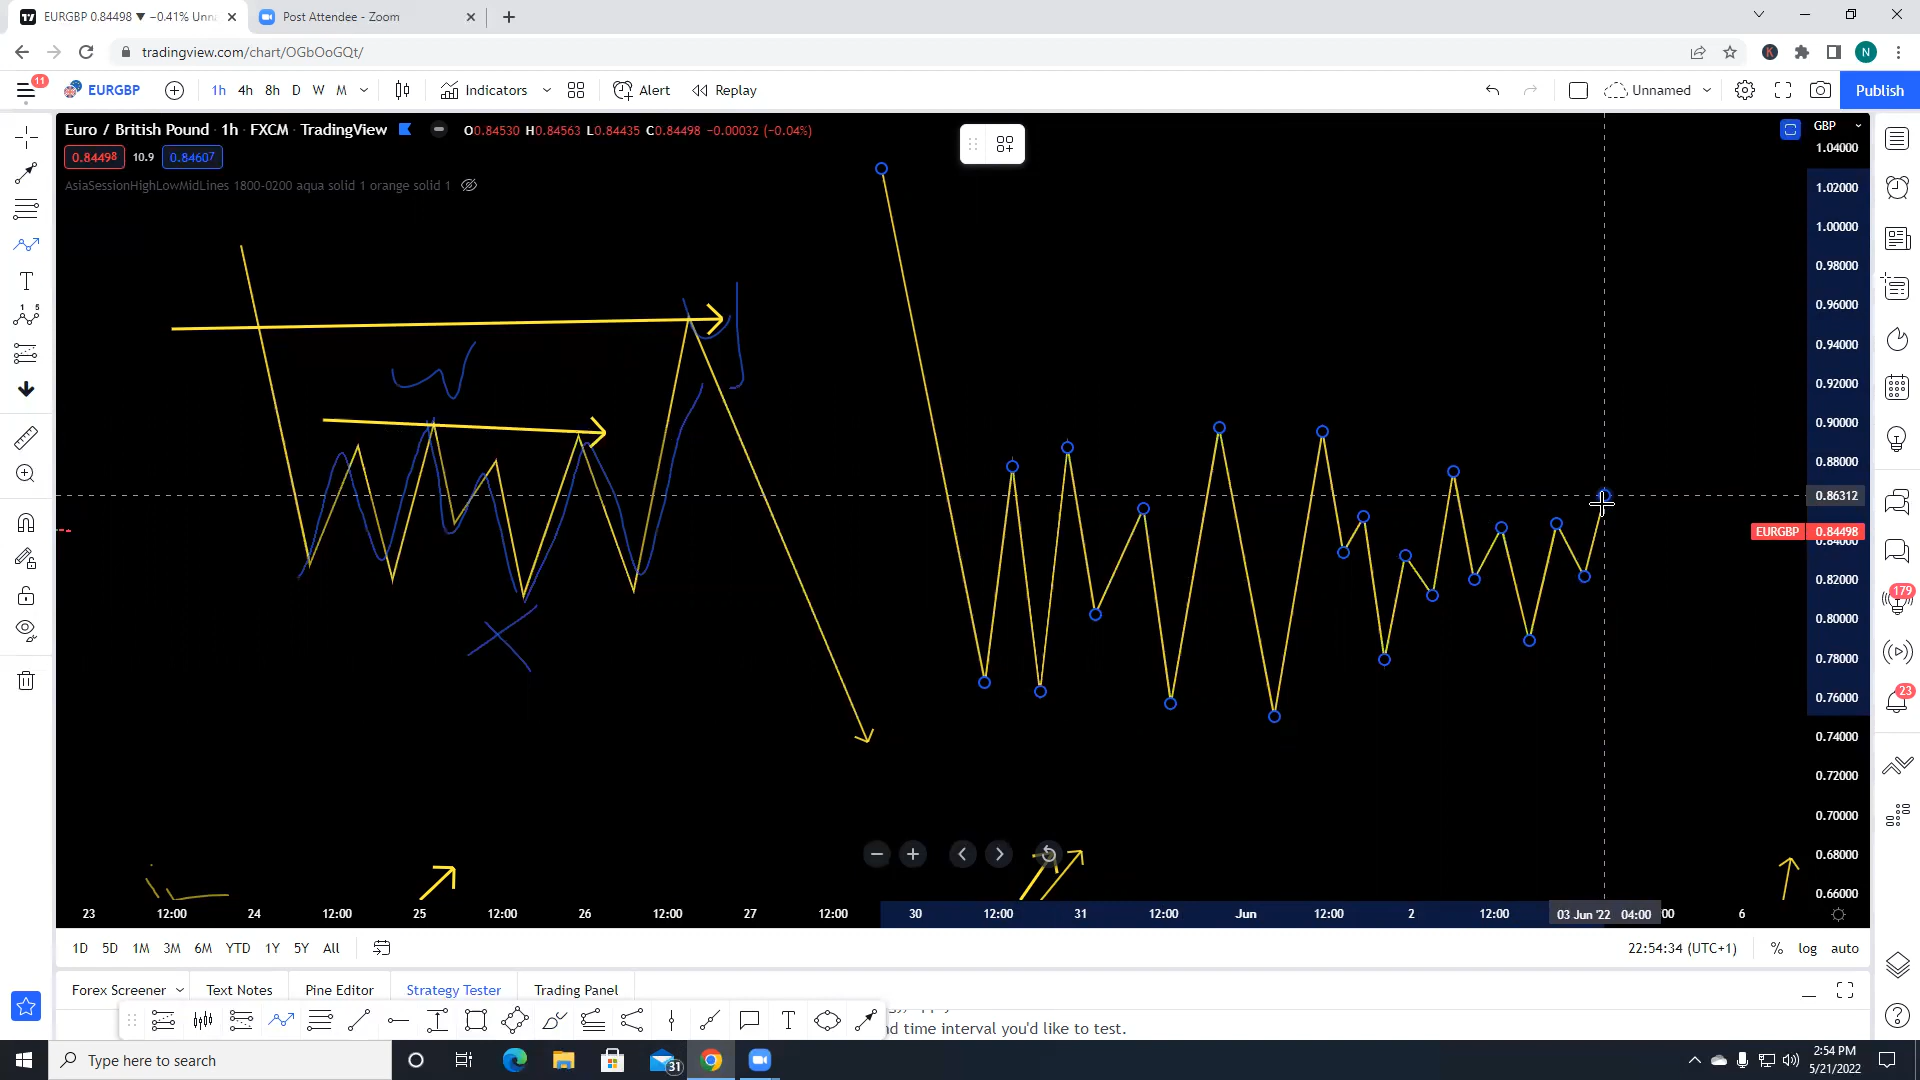 EURGBP 0.84498 ▼ −0.41% Unn
Post Attendee - Zoom
tradingview.com/chart/OGbOoGQt/
K
N
11
EURGBP
1h 4h 8h D W M
Indicators
Alert
Replay
Unnamed
Publish
Euro / British Pound · 1h · FXCM · TradingView
O0.84530 H0.84563 L0.84435 C0.84498 −0.00032 (−0.04%)
0.84498 10.9 0.84607
AsiaSessionHighLowMidLines 1800-0200 aqua solid 1 orange solid 1
GBP
1.04000
1.02000
1.00000
0.98000
0.96000
0.94000
0.92000
0.90000
0.88000
0.86312
EURGBP 0.84498
0.84000
0.82000
0.80000
0.78000
0.76000
0.74000
0.72000
0.70000
0.68000
0.66000
W
X
179
23
23 12:00 24 12:00 25 12:00 26 12:00 27 12:00 30 12:00 31 12:00 Jun 12:00 2 12:00 03 Jun '22 04:00 00 6
1D 5D 1M 3M 6M YTD 1Y 5Y All
22:54:34 (UTC+1) % log auto
Forex Screener Text Notes Pine Editor Strategy Tester Trading Panel
nd time interval you'd like to test.
Type here to search
31
2:54 PM
5/21/2022